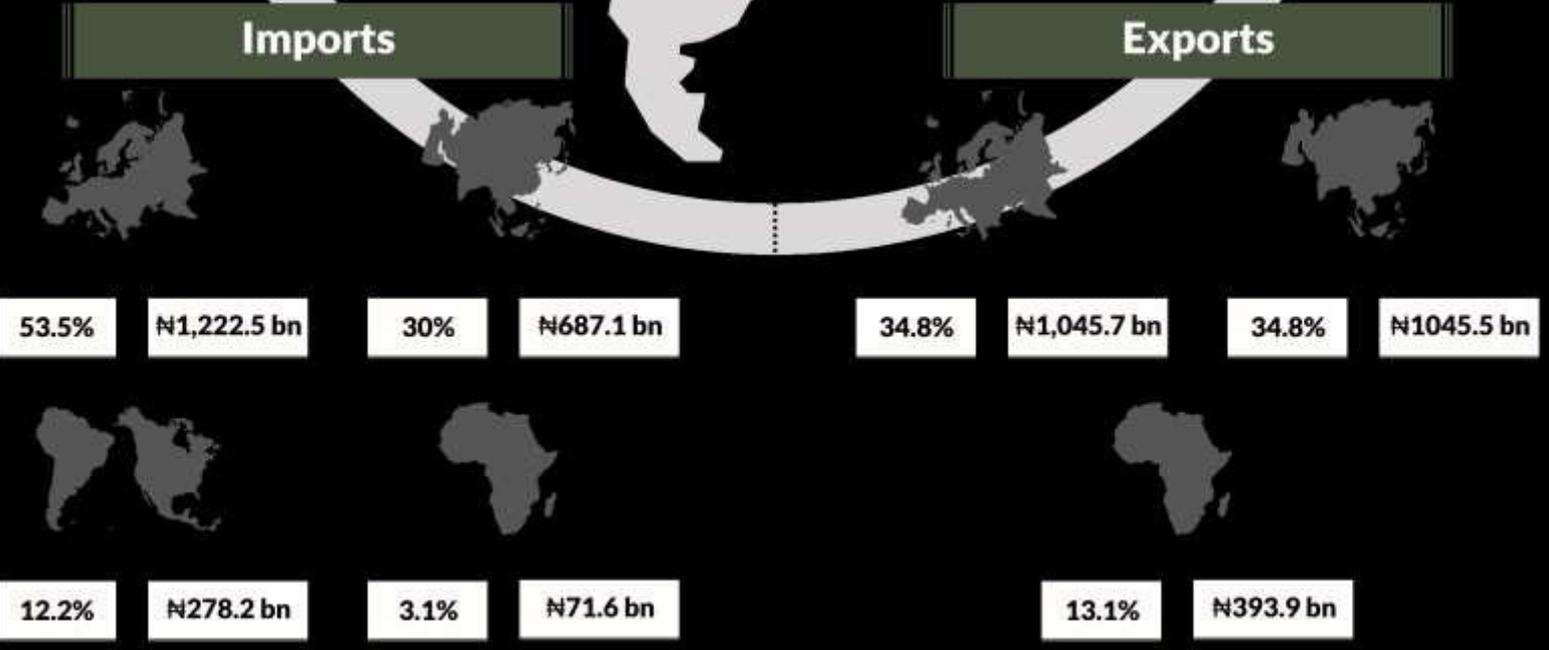 Imports
Exports
53.5%
₦1,222.5 bn
30%
₦687.1 bn
34.8%
₦1,045.7 bn
34.8%
₦1045.5 bn
12.2%
₦278.2 bn
3.1%
₦71.6 bn
13.1%
₦393.9 bn